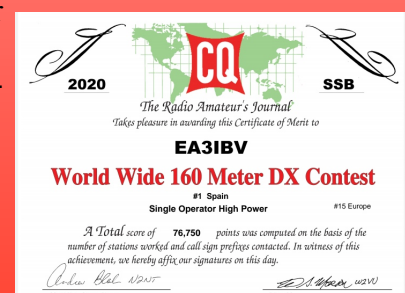 2020
CQ
SSB
The Radio Amateur's Journal
Takes pleasure in awarding this Certificate of Merit to
EA3IBV
World Wide 160 Meter DX Contest
#1 Spain
Single Operator High Power
#15 Europe
A Total score of 76,750 points was computed on the basis of the
number of stations worked and call sign prefixes contacted. In witness of this
achievement, we hereby affix our signatures on this day.
Andrew Blah N2NT
W2VV